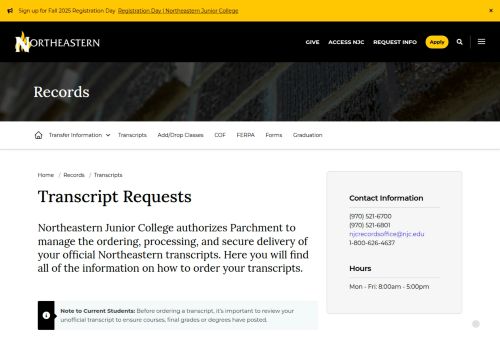 Sign up for Fall 2025 Registration Day Registration Day | Northeastern Junior College ×
NORTHEASTERN
GIVE ACCESS NJC REQUEST INFO Apply
Records
Transfer Information Transcripts Add/Drop Classes COF FERPA Forms Graduation
Home / Records / Transcripts
Transcript Requests
Northeastern Junior College authorizes Parchment to
manage the ordering, processing, and secure delivery of
your official Northeastern transcripts. Here you will find
all of the information on how to order your transcripts.
Note to Current Students: Before ordering a transcript, it's important to review your
unofficial transcript to ensure courses, final grades or degrees have posted.
Contact Information
(970) 521-6700
(970) 521-6801
njcrecordsoffice@njc.edu
1-800-626-4637
Hours
Mon - Fri: 8:00am - 5:00pm